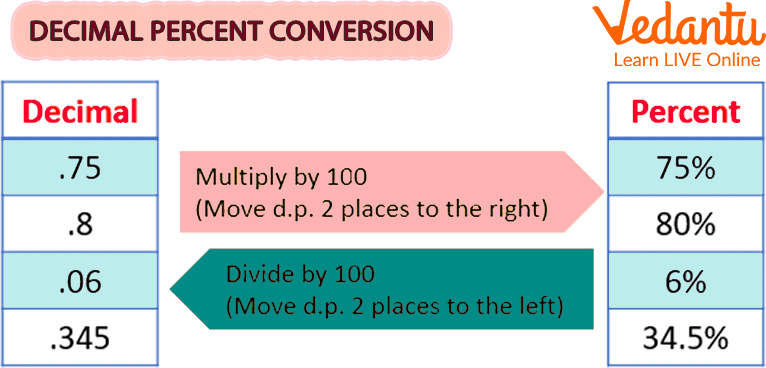 DECIMAL PERCENT CONVERSION
Vedantu
Learn LIVE Online
Decimal
Percent
.75
Multiply by 100
(Move d.p. 2 places to the right)
75%
.8
80%
.06
Divide by 100
(Move d.p. 2 places to the left)
6%
.345
34.5%